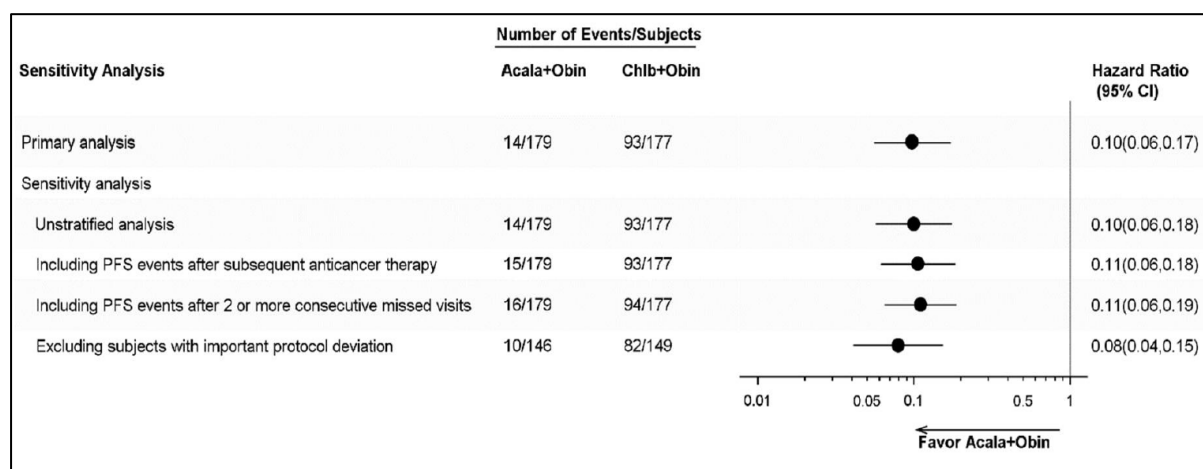 Number of Events/Subjects
Sensitivity Analysis Acala+Obin Chlb+Obin Hazard Ratio
(95% CI)
Primary analysis 14/179 93/177 0.10(0.06,0.17)
Sensitivity analysis
Unstratified analysis 14/179 93/177 0.10(0.06,0.18)
Including PFS events after subsequent anticancer therapy 15/179 93/177 0.11(0.06,0.18)
Including PFS events after 2 or more consecutive missed visits 16/179 94/177 0.11(0.06,0.19)
Excluding subjects with important protocol deviation 10/146 82/149 0.08(0.04,0.15)
0.01 0.05 0.1 0.5 1
Favor Acala+Obin